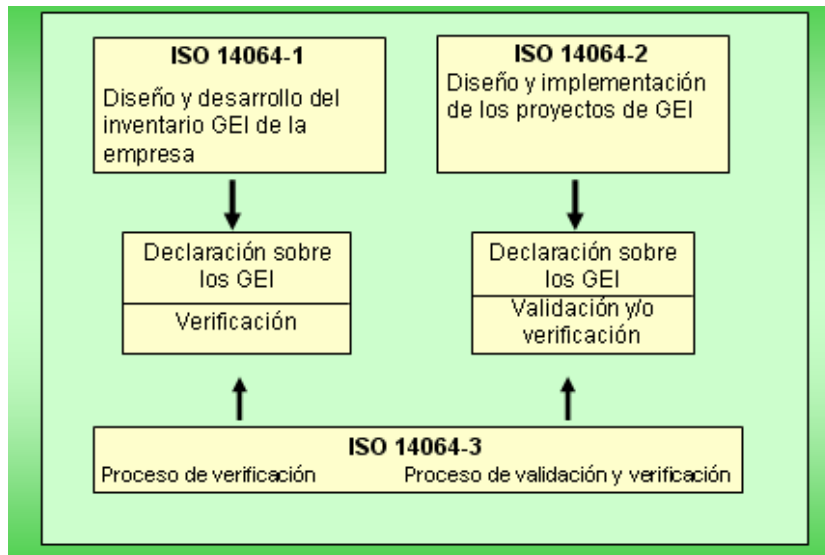 ISO 14064-1
Diseño y desarrollo del
inventario GEI de la
empresa
ISO 14064-2
Diseño y implementación
de los proyectos de GEI
Declaración sobre
los GEI
Verificación
Declaración sobre
los GEI
Validación y/o
verificación
ISO 14064-3
Proceso de verificación
Proceso de validación y verificación